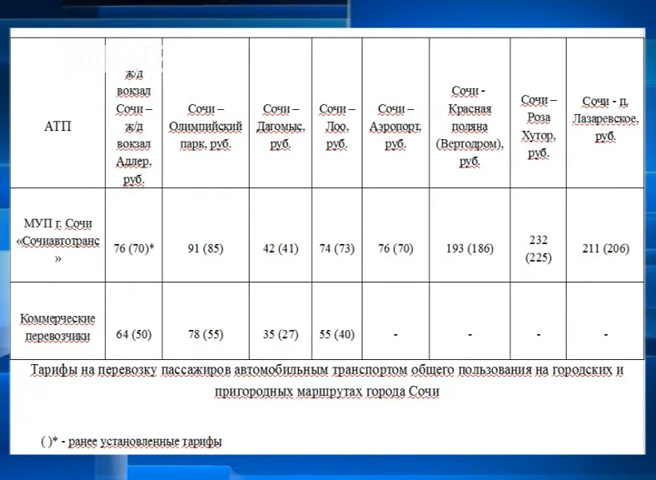 АТП
ж/д
вокзал
Сочи –
ж/д
вокзал
Адлер,
руб.
Сочи –
Олимпийский
парк, руб.
Сочи –
Дагомыс,
руб.
Сочи –
Лоо,
руб.
Сочи –
Аэропорт,
руб.
Сочи -
Красная
поляна
(Вертодром),
руб.
Сочи –
Роза
Хутор,
руб.
Сочи - п,
Лазаревское,
руб.
МУП г. Сочи
«Сочиавтотранс
»
76 (70)*
91 (85)
42 (41)
74 (73)
76 (70)
193 (186)
232
(225)
211 (206)
Коммерческие
перевозчики
64 (50)
78 (55)
35 (27)
55 (40)
-
-
-
-
Тарифы на перевозку пассажиров автомобильным транспортом общего пользования на городских и
пригородных маршрутах города Сочи
( )* - ранее установленные тарифы